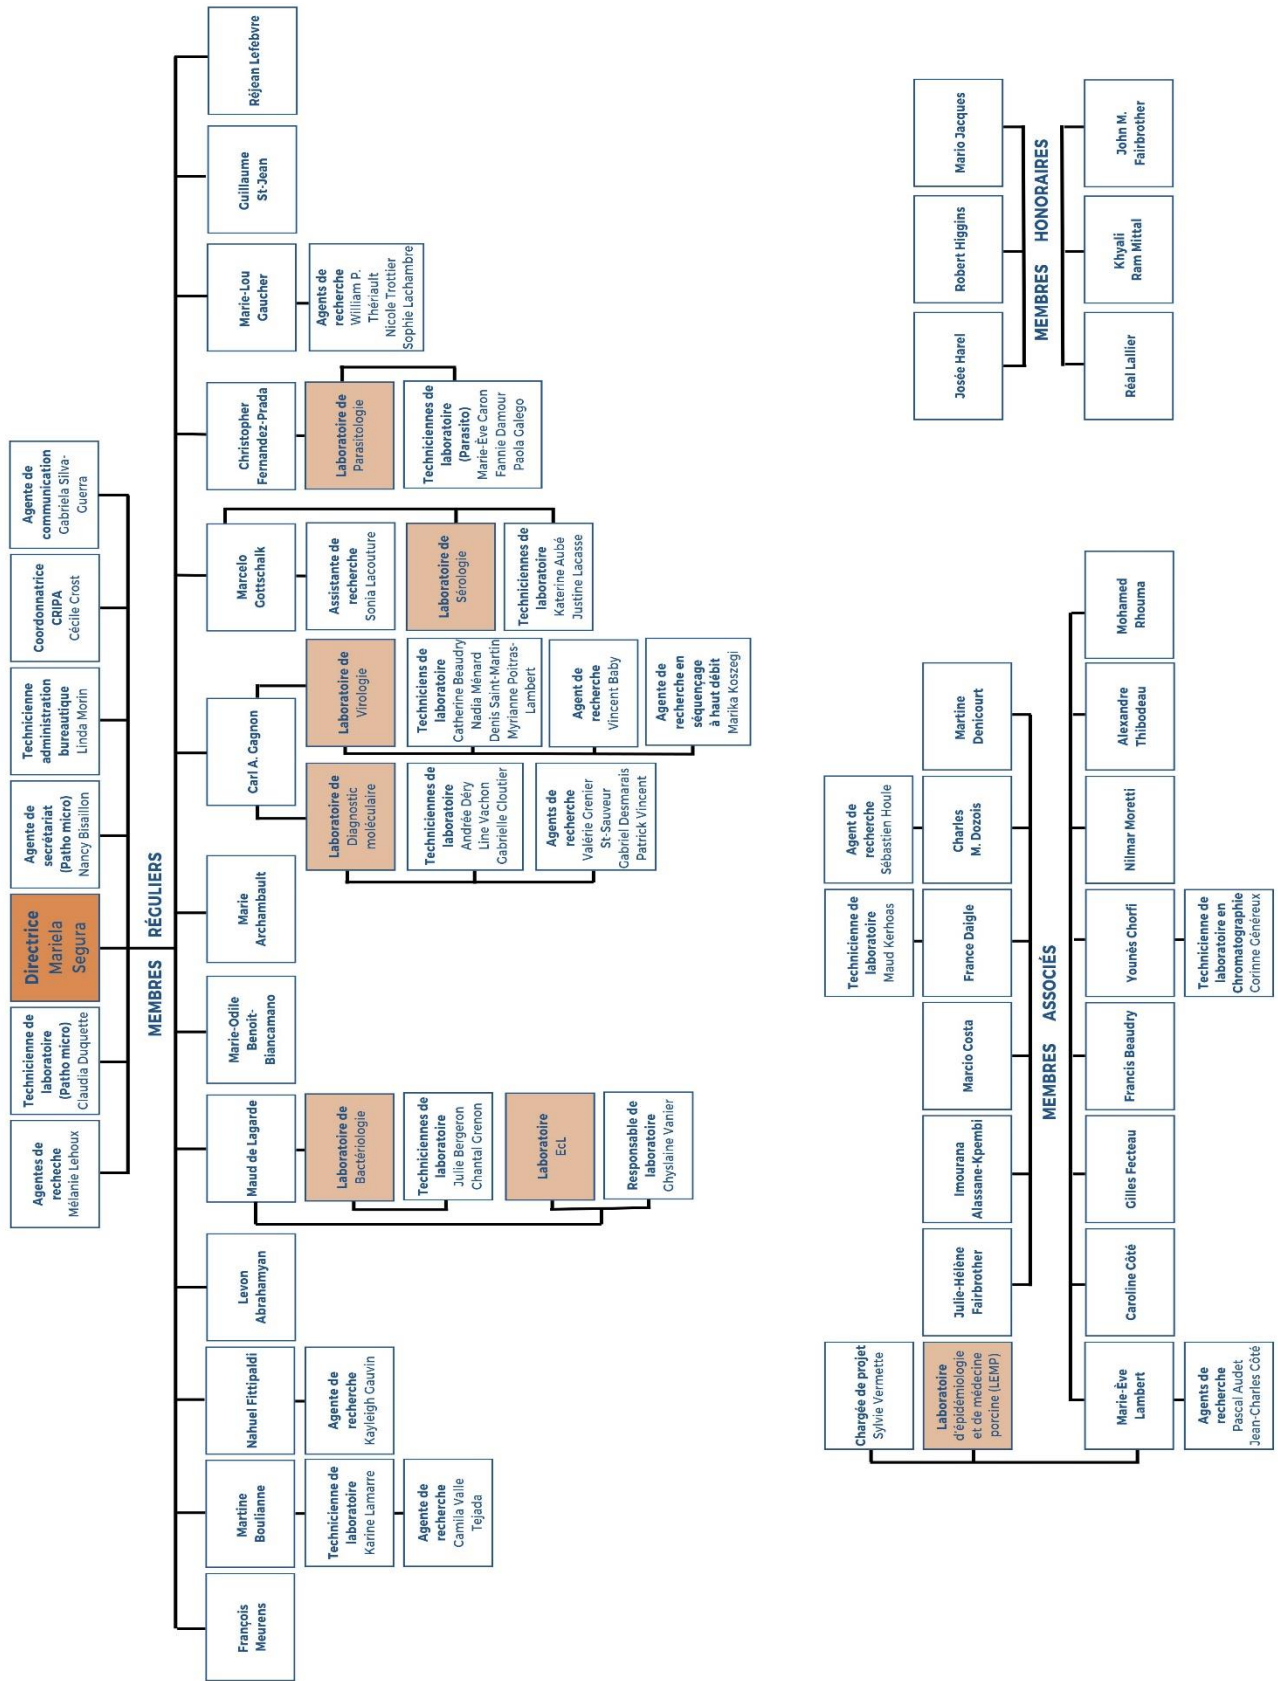 Agentes de
recheche
Mélanie Lehoux
Technicienne de
laboratoire
(Patho micro)
Claudia Duquette
Directrice
Mariela
Segura
Agente de
secrétariat
(Patho micro)
Nancy Bisaillon
Technicienne
administration
bureautique
Linda Morin
Coordonnatrice
CRIPA
Cécile Crost
Agente de
communication
Gabriela Silva-
Guerra
MEMBRES RÉGULIERS
François
Meurens
Martine
Boulianne
Technicienne de
laboratoire
Karine Lamarre
Agente de
recherche
Camila Valle
Tejada
Nahuel Fittipaldi
Agente de
recherche
Kayleigh Gauvin
Levon
Abrahamyan
Maud de Lagarde
Laboratoire de
Bactériologie
Techniciennes de
laboratoire
Julie Bergeron
Chantal Grenon
Laboratoire
EcL
Responsable de
laboratoire
Ghyslaine Vanier
Marie-Odile
Benoit-
Biancamano
Marie
Archambault
Carl A. Cagnon
Laboratoire de
Diagnostic
moléculaire
Techniciennes de
laboratoire
Andrée Déry
Line Vachon
Gabrielle Cloutier
Agents de
recherche
Valérie Grenier
St-Sauveur
Gabriel Desmarais
Patrick Vincent
Laboratoire de
Virologie
Techniciens de
laboratoire
Catherine Beaudry
Nadia Ménard
Denis Saint-Martin
Myrianne Poitras-
Lambert
Agent de
recherche
Vincent Baby
Agente de
recherche en
séquençage
à haut débit
Marika Koszegi
Marcelo
Gottschalk
Assistante de
recherche
Sonia Lacouture
Laboratoire de
Sérologie
Techniciennes de
laboratoire
Katerine Aubé
Justine Lacasse
Christopher
Fernandez-Prada
Laboratoire de
Parasitologie
Techniciennes de
laboratoire
(Parasito)
Marie-Ève Caron
Fannie Damour
Paola Galego
Marie-Lou
Gaucher
Agents de
recherche
William P.
Thériault
Nicole Trottier
Sophie Lachambre
Guillaume
St-Jean
Réjean Lefebvre
Chargée de projet
Sylvie Vermette
Laboratoire
d'épidémiologie
et de médecine
porcine (LEMP)
Julie-Hélène
Fairbrother
Imourana
Alassane-Kpembi
Marcio Costa
Technicienne de
laboratoire
Maud Kerhoas
France Daigle
Agent de
recherche
Sébastien Houle
Charles
M. Dozois
Martine
Denicourt
MEMBRES ASSOCIÉS
Marie-Ève
Lambert
Agents de
recherche
Pascal Audet
Jean-Charles Côté
Caroline Côté
Gilles Fecteau
Francis Beaudry
Younès Chorfi
Technicienne de
laboratoire en
Chromatographie
Corinne Généreux
Nilmar Moretti
Alexandre
Thibodeau
Mohamed
Rhouma
Josée Harel
Robert Higgins
Mario Jacques
MEMBRES HONORAIRES
Réal Lallier
Khyali
Ram Mittal
John M.
Fairbrother